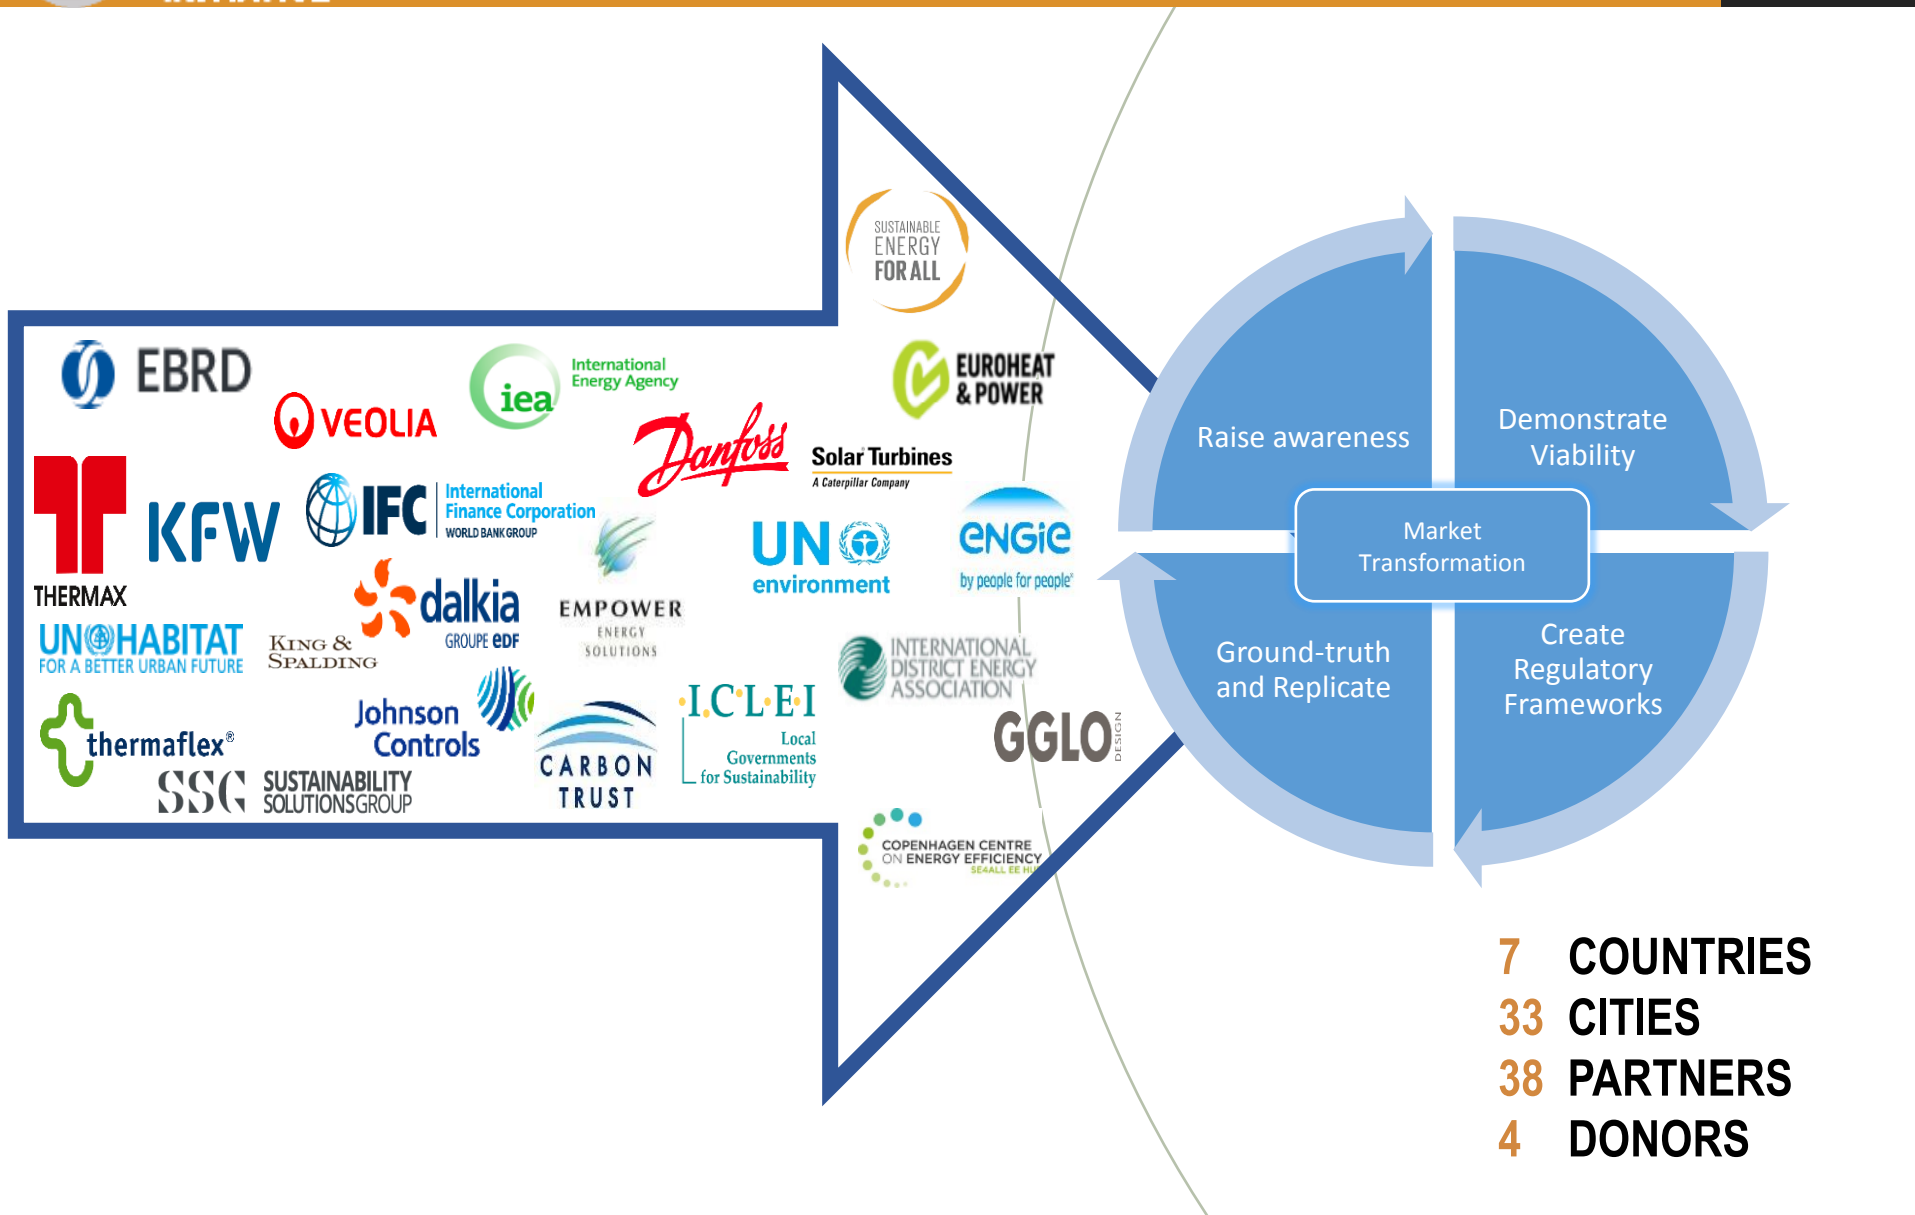 SUSTAINABLE
ENERGY
FOR ALL
EBRD
VEOLIA
iea
International
Energy Agency
EUROHEAT
& POWER
Danfoss
Solar Turbines
A Caterpillar Company
THERMAX
KFW
IFC
International
Finance Corporation
WORLD BANK GROUP
UN
environment
ENGIE
by people for people
dalkia
GROUPE EDF
EMPOWER
ENERGY
SOLUTIONS
UN HABITAT
FOR A BETTER URBAN FUTURE
KING &
SPALDING
INTERNATIONAL
DISTRICT ENERGY
ASSOCIATION
thermaflex®
Johnson
Controls
CARBON
TRUST
I.C.L.E.I
Local
Governments
for Sustainability
GGLO
DESIGN
SSG
SUSTAINABILITY
SOLUTIONSGROUP
COPENHAGEN CENTRE
ON ENERGY EFFICIENCY
SE4ALL EE
Raise awareness
Demonstrate
Viability
Market
Transformation
Ground-truth
and Replicate
Create
Regulatory
Frameworks
7 COUNTRIES
33 CITIES
38 PARTNERS
4 DONORS